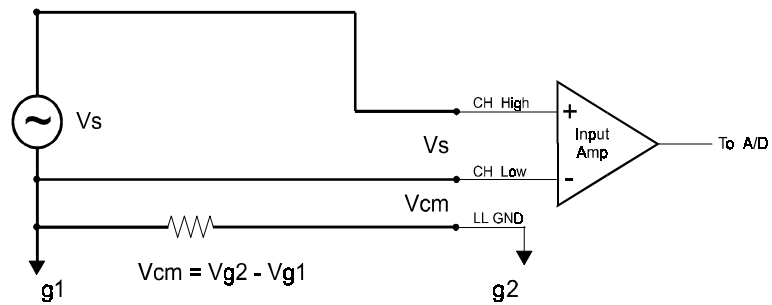 CH High
+
Input
Amp
Vs
Vs
To A/D
CH Low
-
Vcm
LL GND
Vcm = Vg2 - Vg1
g1
g2